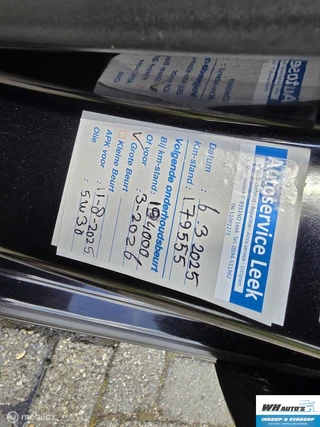 Autoservice Leek
Datum : 6.3.2025
Km-stand : 179555
Volgende onderhoudsbeurt
Bij km-stand: 194000
Of voor : 3-2026
Grote Beurt
Kleine Beurt
APK voor : 11-8-2025
Olie : 5W30
WH AUTO'S
INKOOP & VERKOOP
mobilox